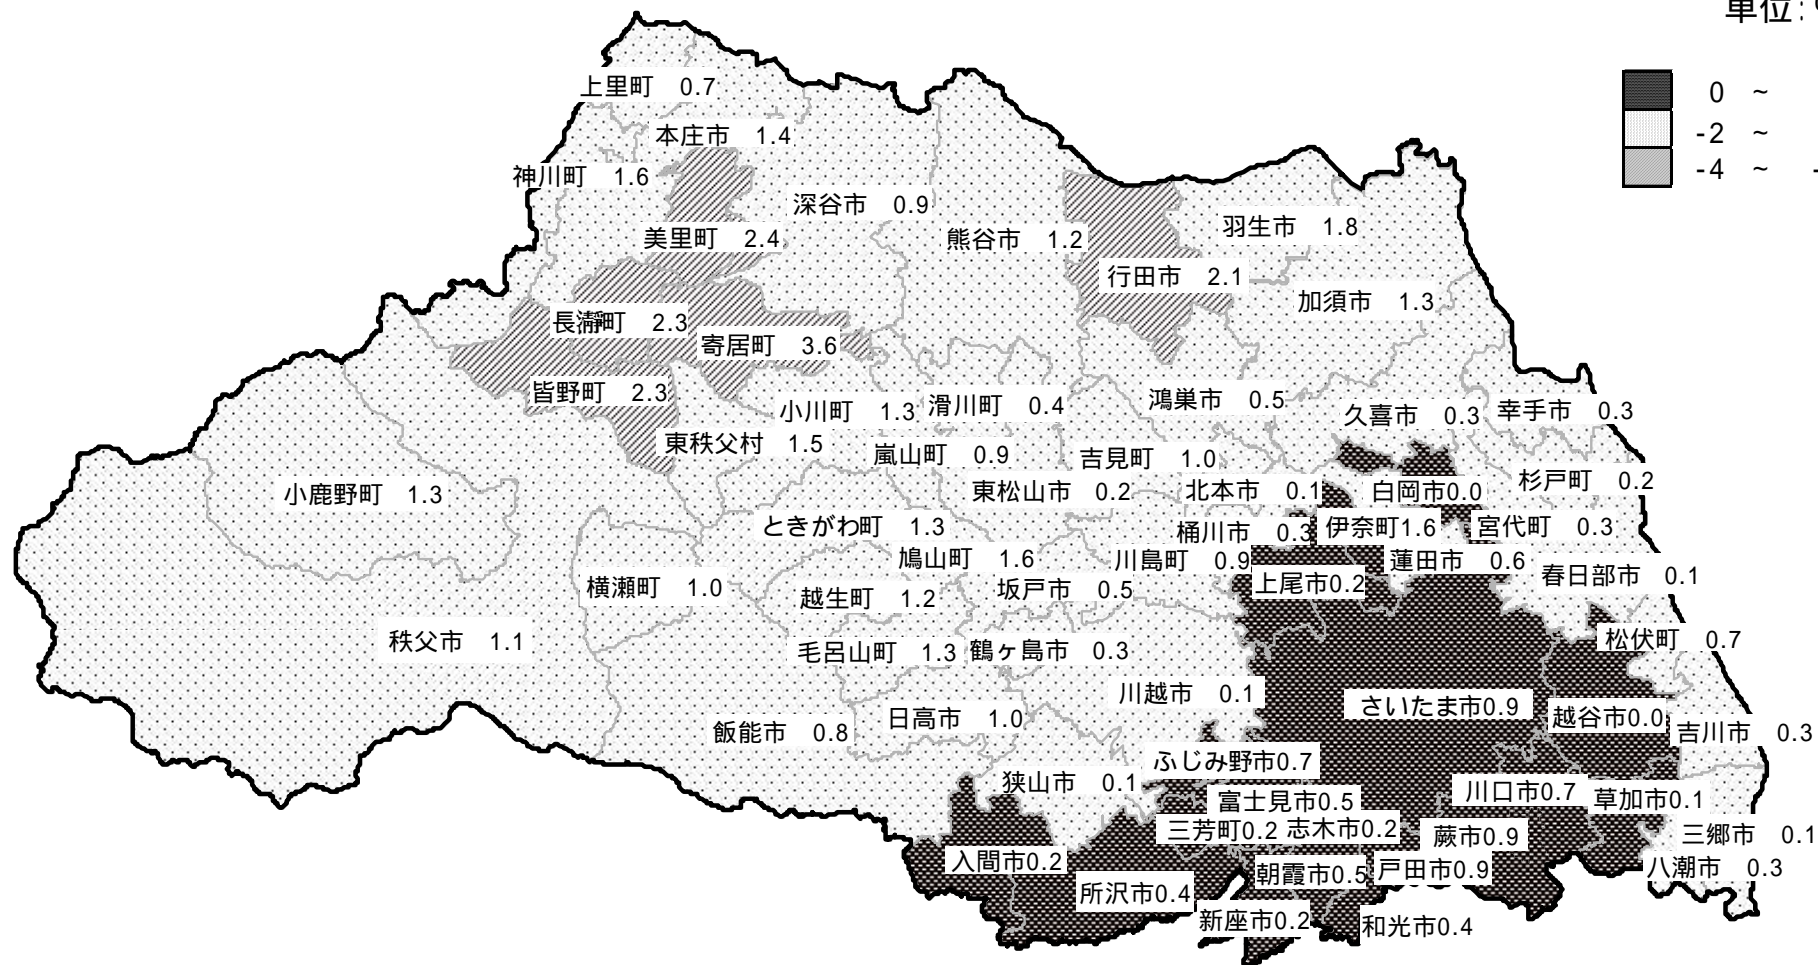 単位:
0 ~
-2 ~
-4 ~ -
上里町 0.7
本庄市 1.4
神川町 1.6
深谷市 0.9
美里町 2.4
熊谷市 1.2
羽生市 1.8
行田市 2.1
加須市 1.3
長瀞町 2.3
寄居町 3.6
皆野町 2.3
小川町 1.3
滑川町 0.4
鴻巣市 0.5
久喜市 0.3
幸手市 0.3
東秩父村 1.5
嵐山町 0.9
吉見町 1.0
小鹿野町 1.3
東松山市 0.2
北本市 0.1
白岡市0.0
杉戸町 0.2
ときがわ町 1.3
桶川市 0.3
伊奈町1.6
宮代町 0.3
鳩山町 1.6
川島町 0.9
蓮田市 0.6
春日部市 0.1
横瀬町 1.0
越生町 1.2
坂戸市 0.5
上尾市0.2
秩父市 1.1
毛呂山町 1.3
鶴ヶ島市 0.3
松伏町 0.7
川越市 0.1
さいたま市0.9
越谷市0.0
吉川市 0.3
飯能市 0.8
日高市 1.0
ふじみ野市0.7
狭山市 0.1
富士見市0.5
川口市0.7
草加市0.1
三芳町0.2
志木市0.2
蕨市0.9
三郷市 0.1
入間市0.2
朝霞市0.5
戸田市0.9
八潮市 0.3
所沢市0.4
新座市0.2
和光市0.4